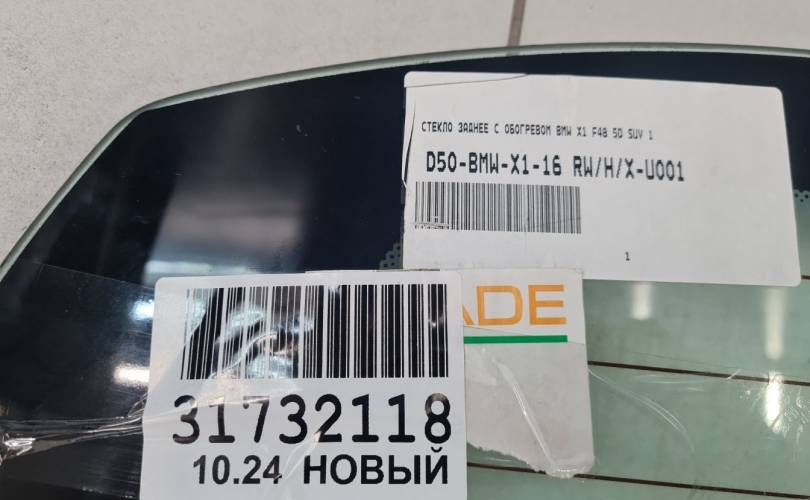 СТЕКЛО ЗАДНЕЕ С ОБОГРЕВОМ BMW X1 F48 5D SUV 1
D50-BMW-X1-16 RW/H/X-U001
1
ADE
31732118
10.24 НОВЫЙ